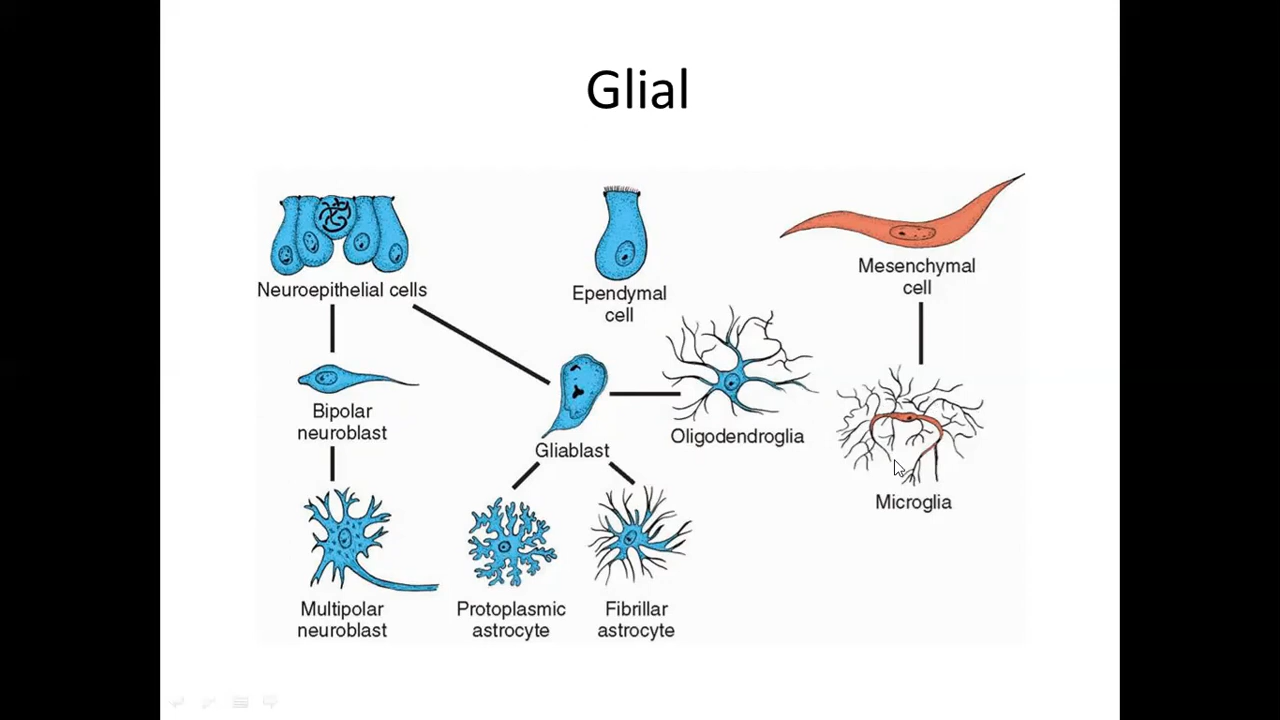 Glial
Neuroepithelial cells
Ependymal
cell
Mesenchymal
cell
Bipolar
neuroblast
Gliablast
Oligodendroglia
Microglia
Multipolar
neuroblast
Protoplasmic
astrocyte
Fibrillar
astrocyte